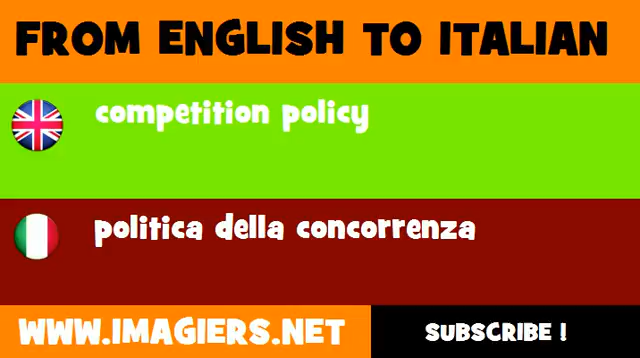 FROM ENGLISH TO ITALIAN
competition policy
politica della concorrenza
WWW.IMAGIERS.NET
SUBSCRIBE !